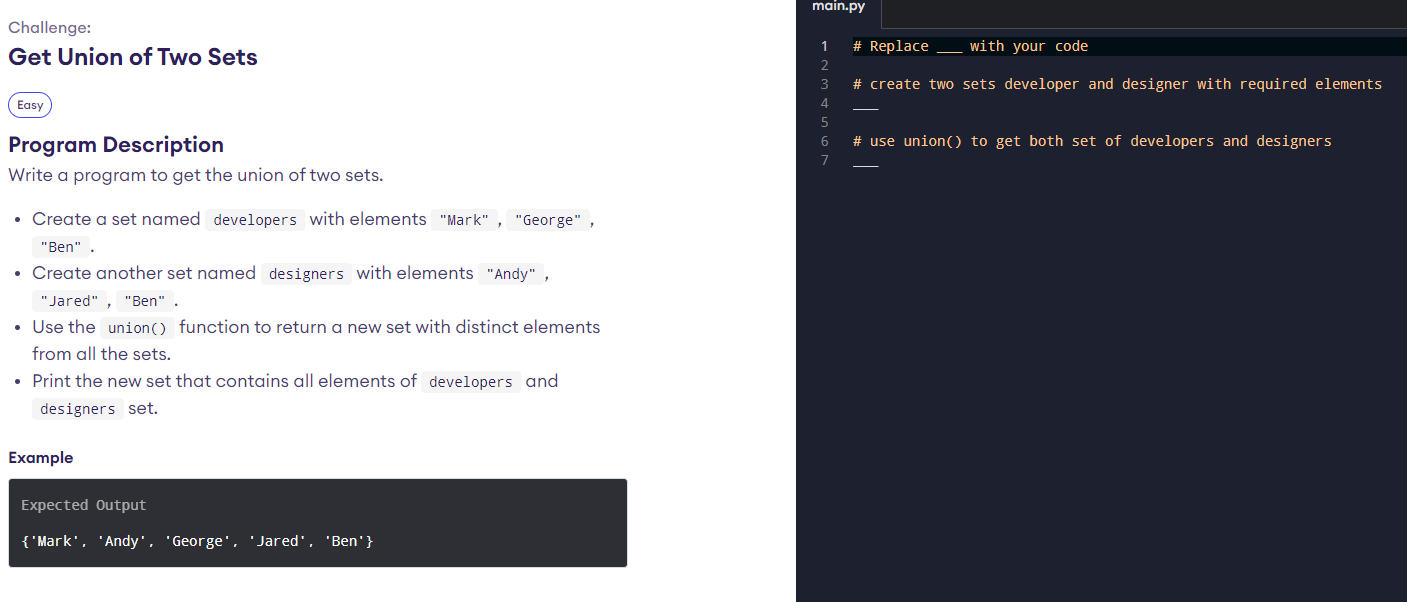 Challenge:
Get Union of Two Sets
Easy
Program Description
Write a program to get the union of two sets.
• Create a set named developers with elements "Mark" , "George" ,
"Ben" .
• Create another set named designers with elements "Andy" ,
"Jared" , "Ben" .
• Use the union() function to return a new set with distinct elements
from all the sets.
• Print the new set that contains all elements of developers and
designers set.
Example
Expected Output
{'Mark', 'Andy', 'George', 'Jared', 'Ben'}
main.py
1 # Replace ___ with your code
2
3 # create two sets developer and designer with required elements
4 ___
5
6 # use union() to get both set of developers and designers
7 ___